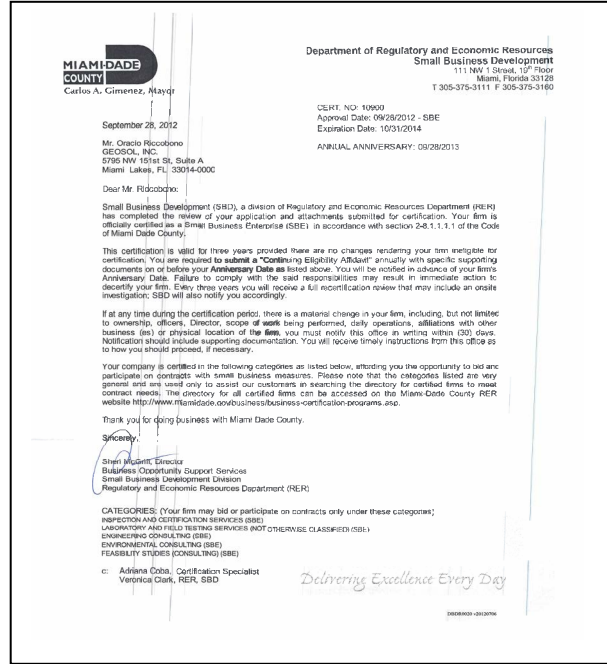 MIAMI-DADE
COUNTY
Carlos A. Gimenez, Mayor
Department of Regulatory and Economic Resources
Small Business Development
111 NW 1 Street, 19th Floor
Miami, Florida 33128
T 305-375-3111 F 305-375-3160
CERT. NO: 10900
Approval Date: 09/26/2012 - SBE
Expiration Date: 10/31/2014
September 28, 2012
ANNUAL ANNIVERSARY: 09/28/2013
Mr. Oracio Riccobono
GEOSOL, INC.
5795 NW 151st St, Suite A
Miami Lakes, FL 33014-0000
Dear Mr. Riccobono:
Small Business Development (SBD), a division of Regulatory and Economic Resources Department (RER)
has completed the review of your application and attachments submitted for certification. Your firm is
officially certified as a Small Business Enterprise (SBE) in accordance with section 2-8.1.1.1.1 of the Code
of Miami Dade County.
This certification is valid for three years provided there are no changes rendering your firm ineligible for
certification. You are required to submit a "Continuing Eligibility Affidavit" annually with specific supporting
documents on or before your Anniversary Date as listed above. You will be notified in advance of your firm's
Anniversary Date. Failure to comply with the said responsibilities may result in immediate action to
decertify your firm. Every three years you will receive a full recertification review that may include an onsite
investigation; SBD will also notify you accordingly.
If at any time during the certification period, there is a material change in your firm, including, but not limited
to ownership, officers, Director, scope of work being performed, daily operations, affiliations with other
business (es) or physical location of the firm, you must notify this office in writing within (30) days.
Notification should include supporting documentation. You will receive timely instructions from this office as
to how you should proceed, if necessary.
Your company is certified in the following categories as listed below, affording you the opportunity to bid and
participate on contracts with small business measures. Please note that the categories listed are very
general and are used only to assist our customers in searching the directory for certified firms to meet
contract needs. The directory for all certified firms can be accessed on the Miami-Dade County RER
website http://www.miamidade.gov/business/business-certification-programs.asp.
Thank you for doing business with Miami Dade County.
Sincerely,
Sheri McGriff, Director
Business Opportunity Support Services
Small Business Development Division
Regulatory and Economic Resources Department (RER)
CATEGORIES: (Your firm may bid or participate on contracts only under these categories)
INSPECTION AND CERTIFICATION SERVICES (SBE)
LABORATORY AND FIELD TESTING SERVICES (NOT OTHERWISE CLASSIFIED) (SBE)
ENGINEERING CONSULTING (SBE)
ENVIRONMENTAL CONSULTING (SBE)
FEASIBILITY STUDIES (CONSULTING) (SBE)
c: Adriana Coba, Certification Specialist
Veronica Clark, RER, SBD
Delivering Excellence Every Day